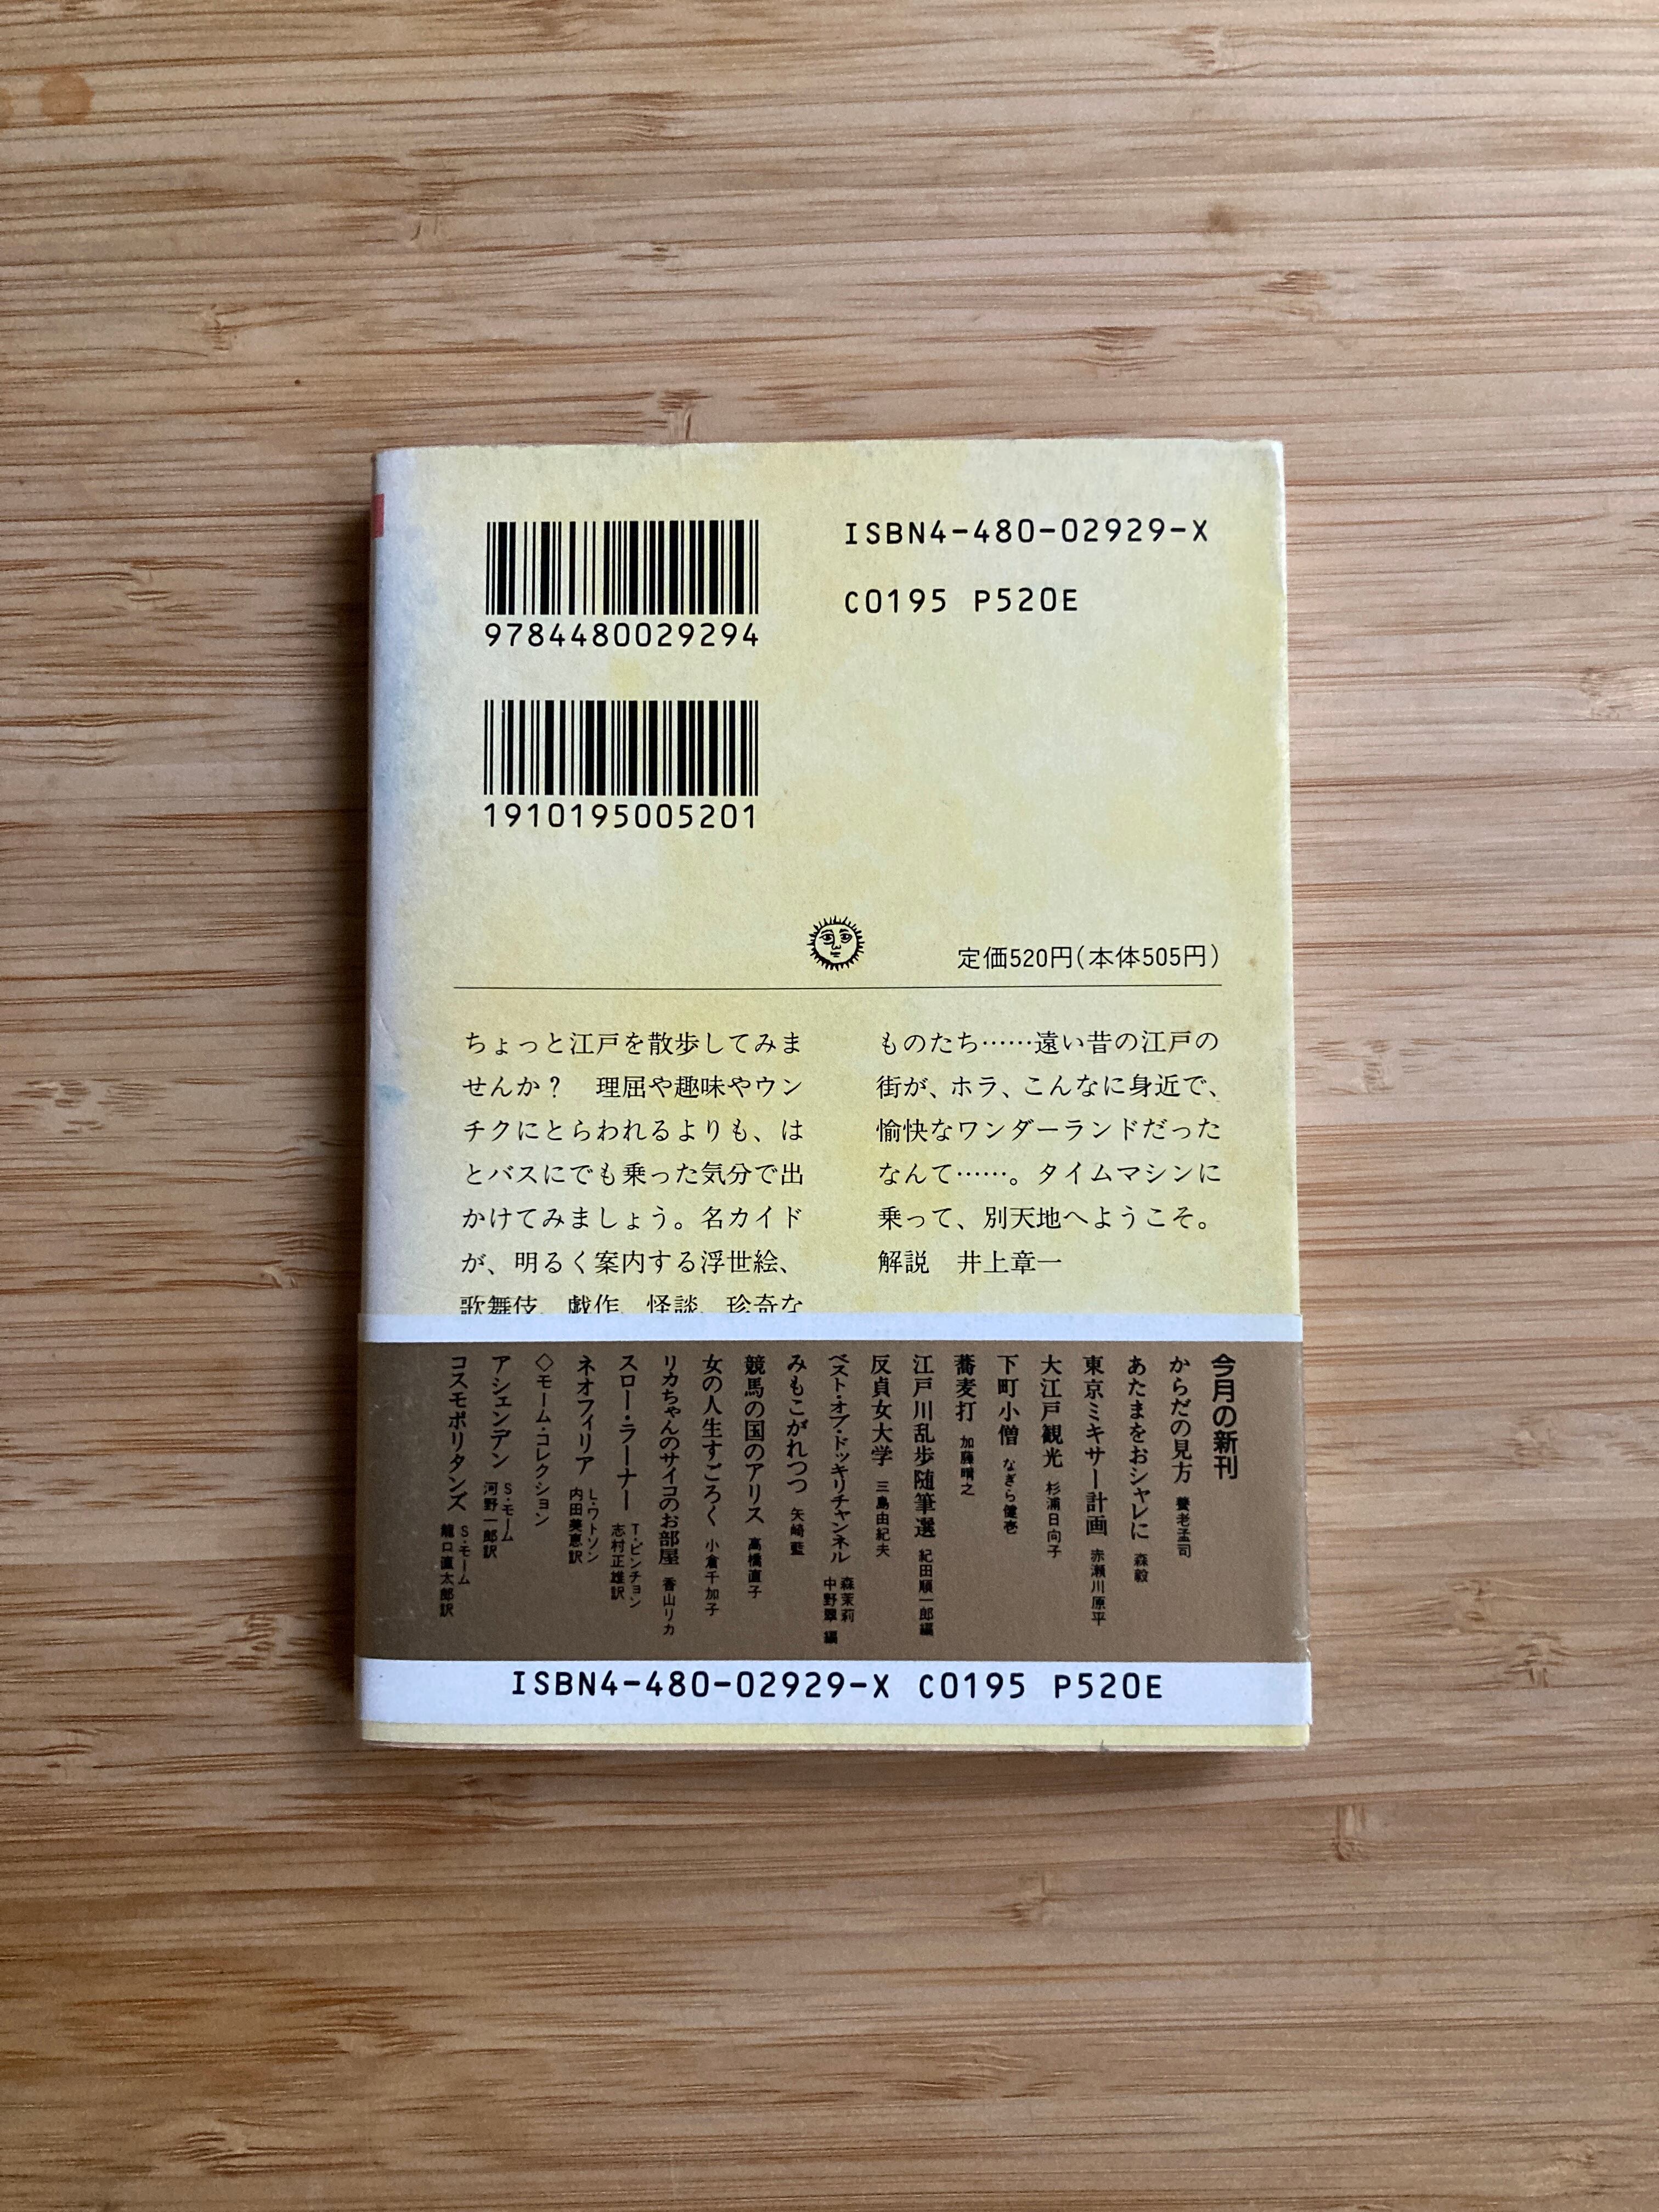 9784480029294
1910195005201
ISBN4-480-02929-X
C0195 P520E
定価520円(本体505円)
ちょっと江戸を散歩してみま
せんか？ 理屈や趣味やウン
チクにとらわれるよりも、は
とバスにでも乗った気分で出
かけてみましょう。名カイド
が、明るく案内する浮世絵、
歌舞伎、戯作、怪談、珍奇な
ものたち……遠い昔の江戸の
街が、ホラ、こんなに身近で、
愉快なワンダーランドだった
なんて……。タイムマシンに
乗って、別天地へようこそ。
解説 井上章一
今月の新刊
からだの見方 養老孟司
あたまをおシャレに 森毅
東京ミキサー計画 赤瀬川原平
大江戸観光 杉浦日向子
下町小僧 なぎら健壱
蕎麦打 加藤晴之
江戸川乱歩随筆選 紀田順一郎編
反貞女大学 三島由紀夫
ベスト・オブ・ドッキリチャンネル 森茉莉 中野翠 編
みもこがれつつ 矢崎藍
競馬の国のアリス 高橋直子
女の人生すごろく 小倉千加子
リカちゃんのサイコのお部屋 香山リカ
スロー・ラーナー T・ピンチョン 志村正雄訳
ネオフィリア L・ワトソン 内田美恵訳
◇モーム・コレクション
アシェンデン S・モーム 河野一郎訳
コスモポリタンズ S・モーム 龍口直太郎訳
ISBN4-480-02929-X C0195 P520E